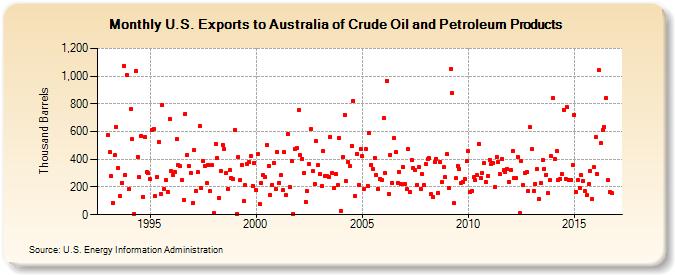 Monthly U.S. Exports to Australia of Crude Oil and Petroleum Products
Thousand Barrels
1,200
1,000
800
600
400
200
0
1995 2000 2005 2010 2015
Source: U.S. Energy Information Administration